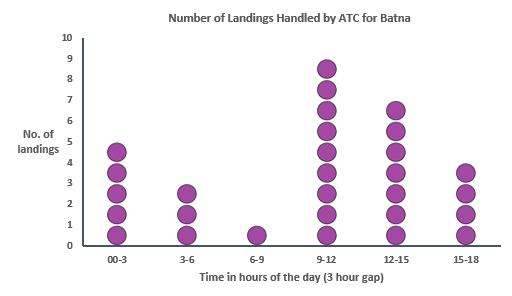 Number of Landings Handled by ATC for Batna
10
9
8
7
6
5
4
3
2
1
0
No. of
landings
00-3 3-6 6-9 9-12 12-15 15-18
Time in hours of the day (3 hour gap)